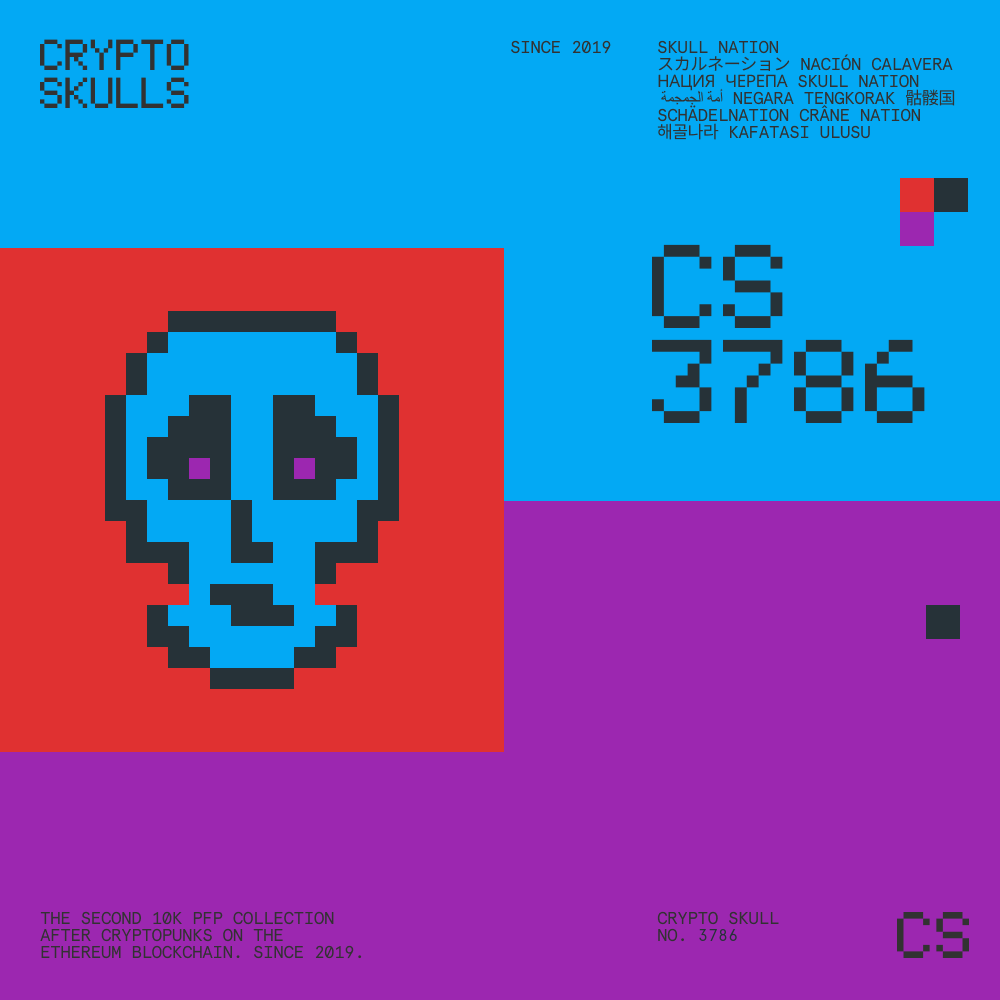 CRYPTO
SKULLS
SINCE 2019
SKULL NATION
スカルネーション NACIÓN CALAVERA
НАЦИЯ ЧЕРЕПА SKULL NATION
أمة الجمجمة NEGARA TENGKORAK 骷髅国
SCHÄDELNATION CRÂNE NATION
해골나라 KAFATASI ULUSU
CS
3786
THE SECOND 10K PFP COLLECTION
AFTER CRYPTOPUNKS ON THE
ETHEREUM BLOCKCHAIN. SINCE 2019.
CRYPTO SKULL
NO. 3786
CS